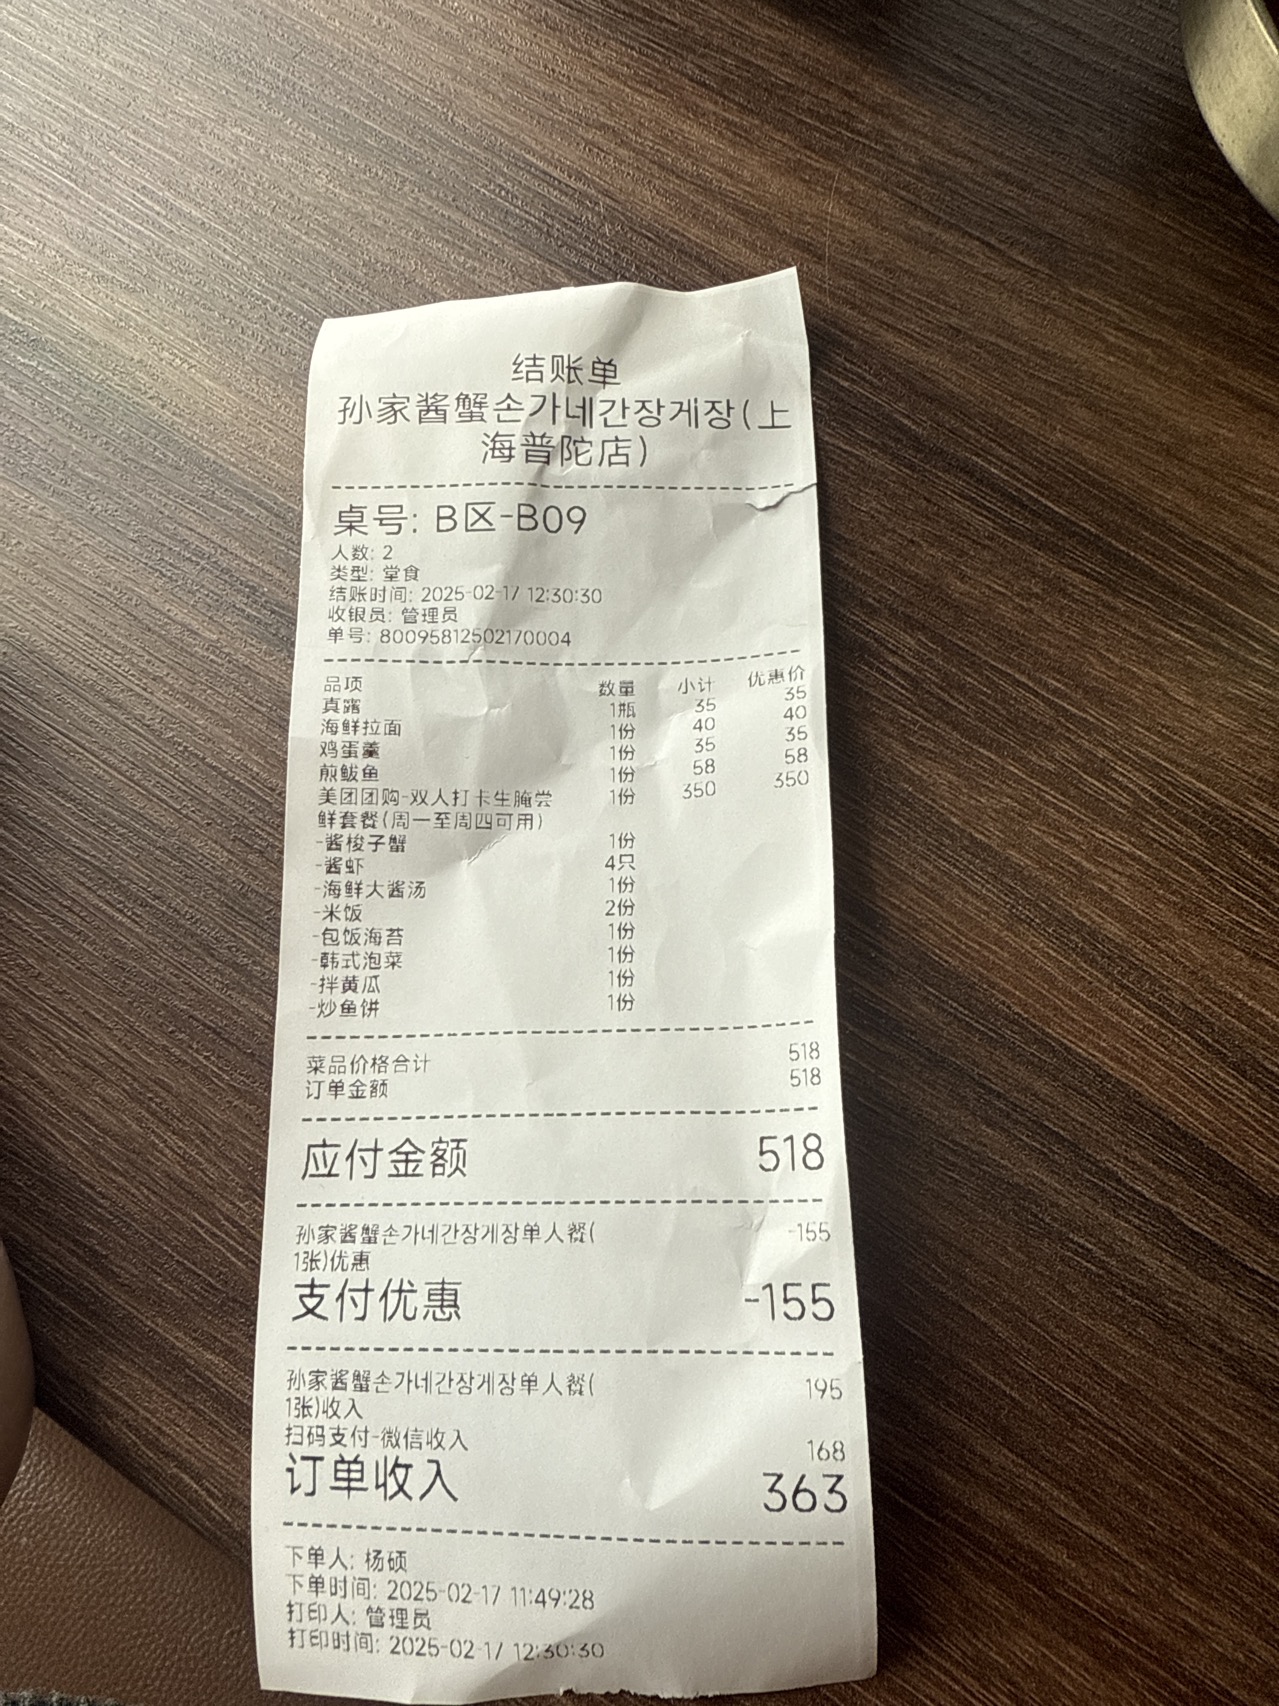 结账单
孙家酱蟹손가네간장게장(上
海普陀店)
桌号: B区-B09
人数: 2
类型: 堂食
结账时间: 2025-02-17 12:30:30
收银员: 管理员
单号: 80095812502170004
品项 数量 小计 优惠价
真露 1瓶 35 35
海鲜拉面 1份 40 40
鸡蛋羹 1份 35 35
煎鲅鱼 1份 58 58
美团团购-双人打卡生腌尝 1份 350 350
鲜套餐(周一至周四可用)
-酱梭子蟹 1份
-酱虾 4只
-海鲜大酱汤 1份
-米饭 2份
-包饭海苔 1份
-韩式泡菜 1份
-拌黄瓜 1份
-炒鱼饼 1份
菜品价格合计 518
订单金额 518
应付金额 518
孙家酱蟹손가네간장게장单人餐( -155
1张)优惠
支付优惠 -155
孙家酱蟹손가네간장게장单人餐( 195
1张)收入
扫码支付-微信收入 168
订单收入 363
下单人: 杨硕
下单时间: 2025-02-17 11:49:28
打印人: 管理员
打印时间: 2025-02-17 12:30:30